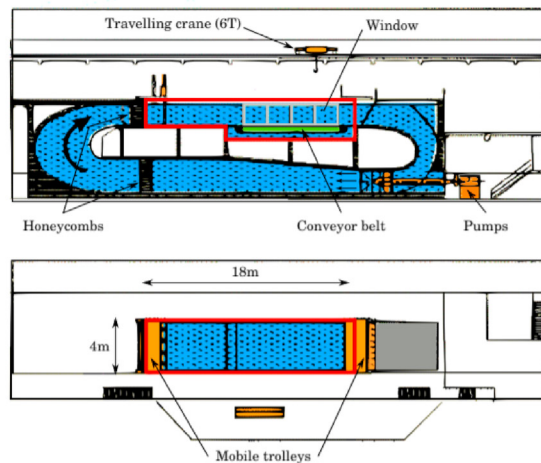 Travelling crane (6T)
Window
Honeycombs
Conveyor belt
Pumps
18m
4m
Mobile trolleys